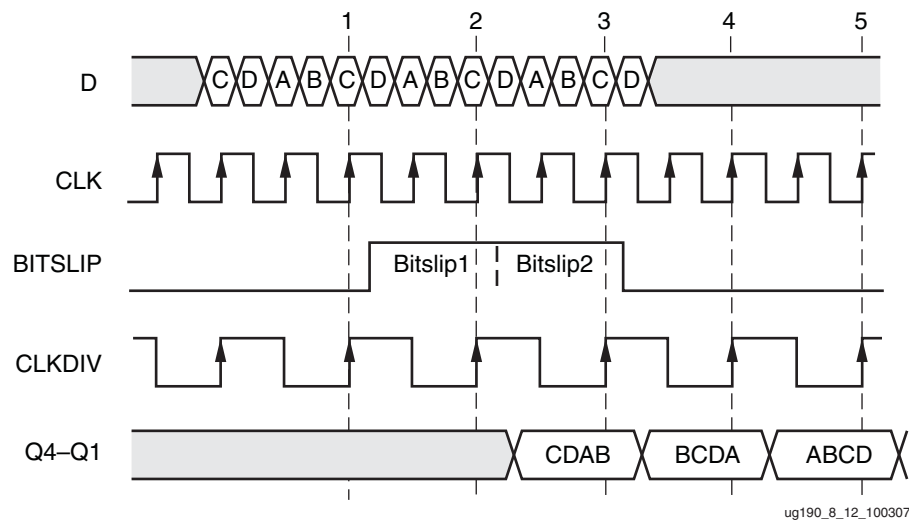 1 2 3 4 5
D C D A B C D A B C D A B C D
CLK
BITSLIP Bitslip1 Bitslip2
CLKDIV
Q4–Q1 CDAB BCDA ABCD
ug190_8_12_100307